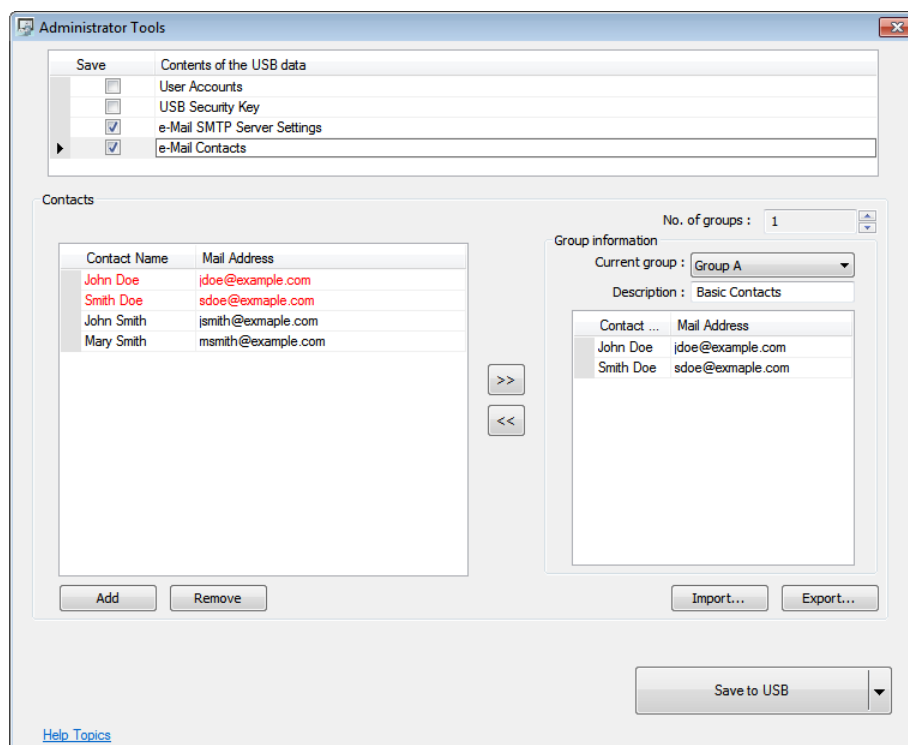 Administrator Tools
Save Contents of the USB data
User Accounts
USB Security Key
e-Mail SMTP Server Settings
e-Mail Contacts
Contacts
No. of groups : 1
Group information
Current group : Group A
Description : Basic Contacts
Contact Name Mail Address
John Doe jdoe@example.com
Smith Doe sdoe@exmaple.com
John Smith jsmith@exmaple.com
Mary Smith msmith@example.com
>>
<<
Contact ... Mail Address
John Doe jdoe@example.com
Smith Doe sdoe@exmaple.com
Add Remove
Import... Export...
Save to USB
Help Topics